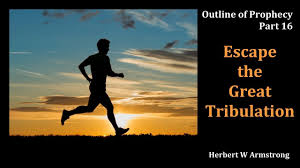 Outline of Prophecy
Part 16
Escape
the
Great
Tribulation
Herbert W Armstrong